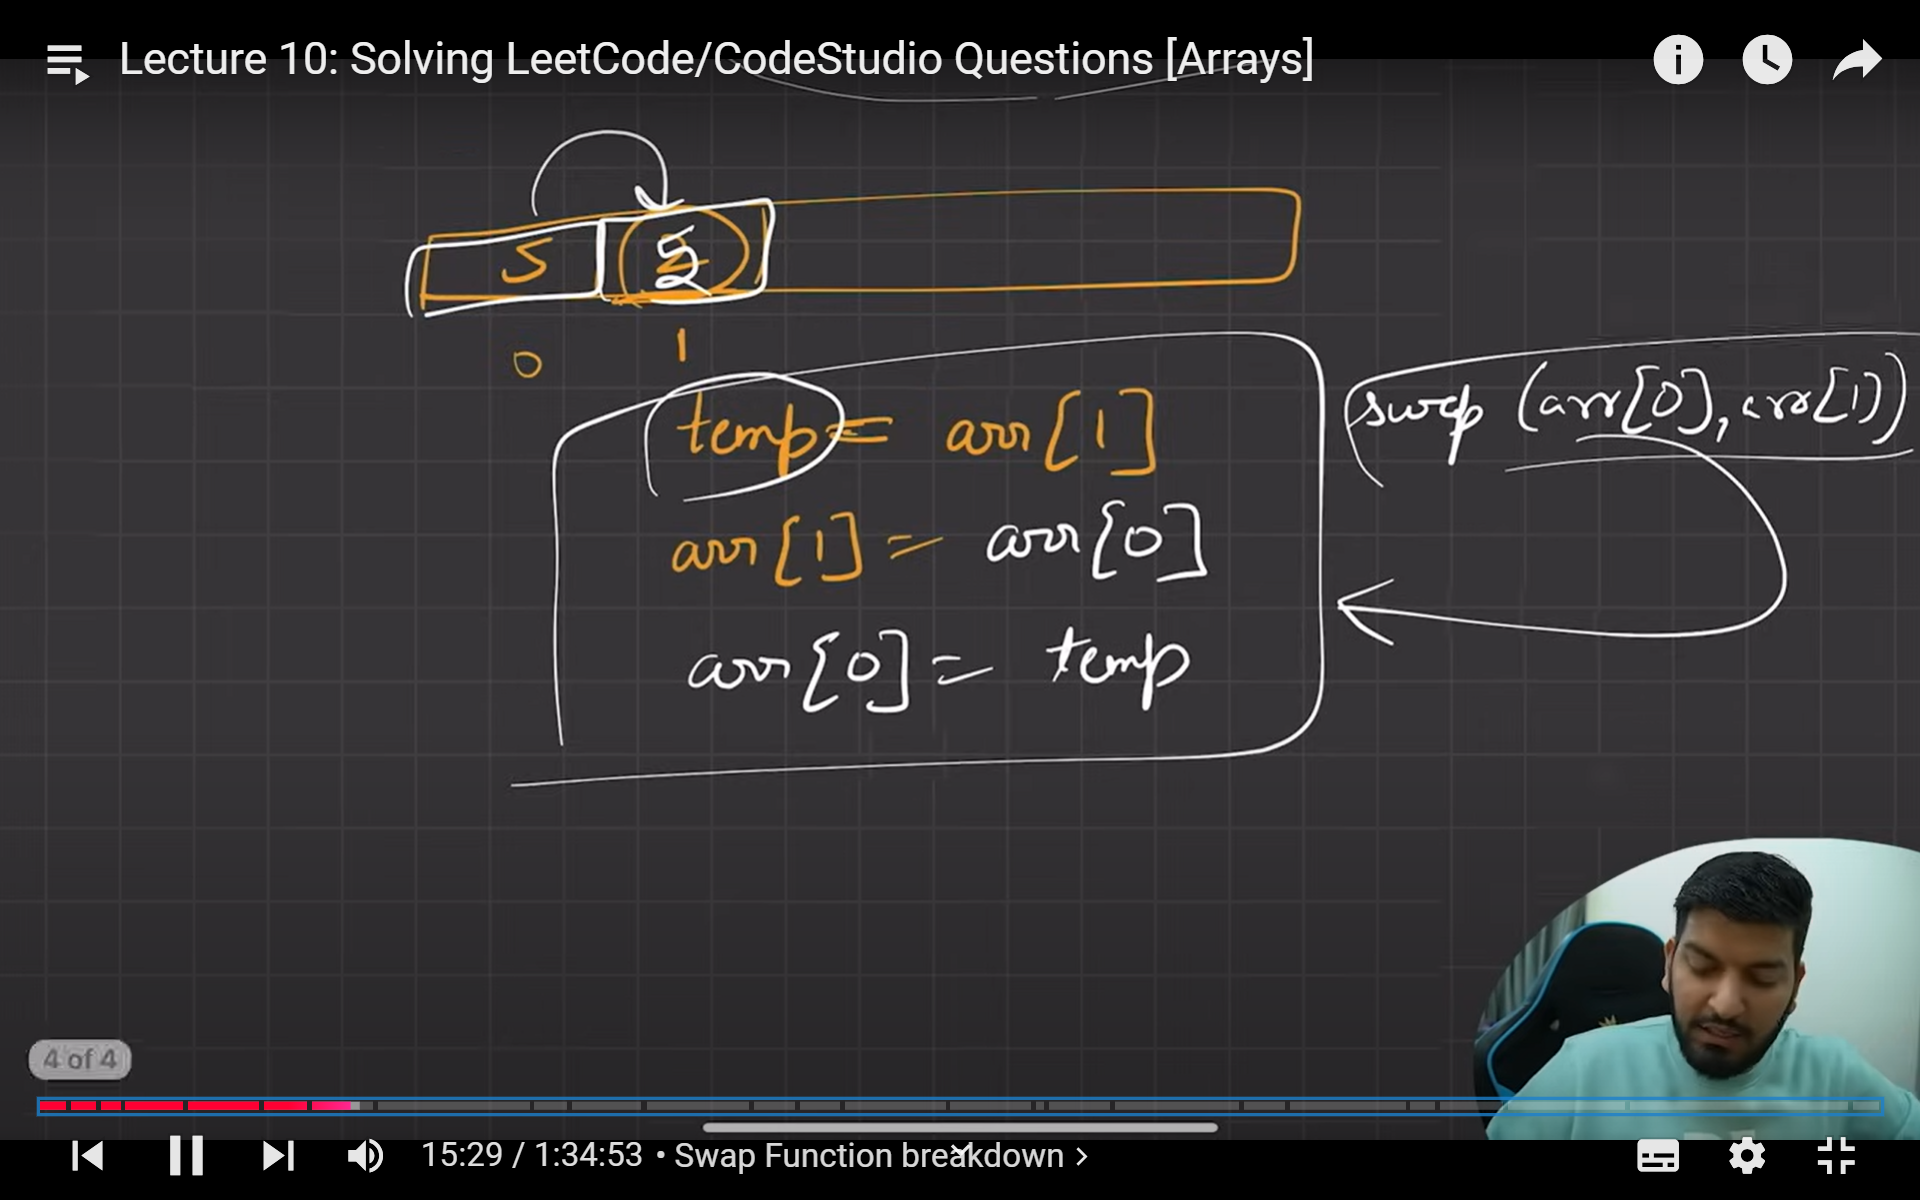 Lecture 10: Solving LeetCode/CodeStudio Questions [Arrays]
5
0 1
temp = arr[1]
swap (arr[0], arr[1])
arr[1] = arr[0]
arr[0] = temp
4 of 4
15:29 / 1:34:53 • Swap Function breakdown >